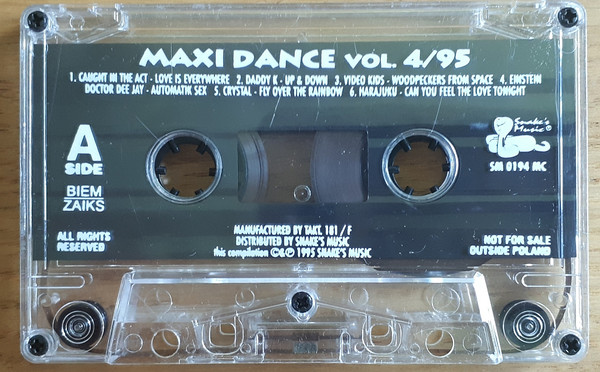 MAXI DANCE VOL. 4/95
1. CAUGHT IN THE ACT - LOVE IS EVERYWHERE 2. DADDY K - UP & DOWN 3. VIDEO KIDS - WOODPECKERS FROM SPACE 4. EINSTEIN
DOCTOR DEE JAY - AUTOMATIK SEX 5. CRYSTAL - FLY OVER THE RAINBOW 6. HARAJUKU - CAN YOU FEEL THE LOVE TONIGHT
A
SIDE
BIEM
ZAIKS
ALL RIGHTS
RESERVED
Snake's
Music®
SM 0194 MC
MANUFACTURED BY TAKT. 181/F
DISTRIBUTED BY SNAKE'S MUSIC
this compilation ©℗ 1995 SNAKE'S MUSIC
NOT FOR SALE
OUTSIDE POLAND